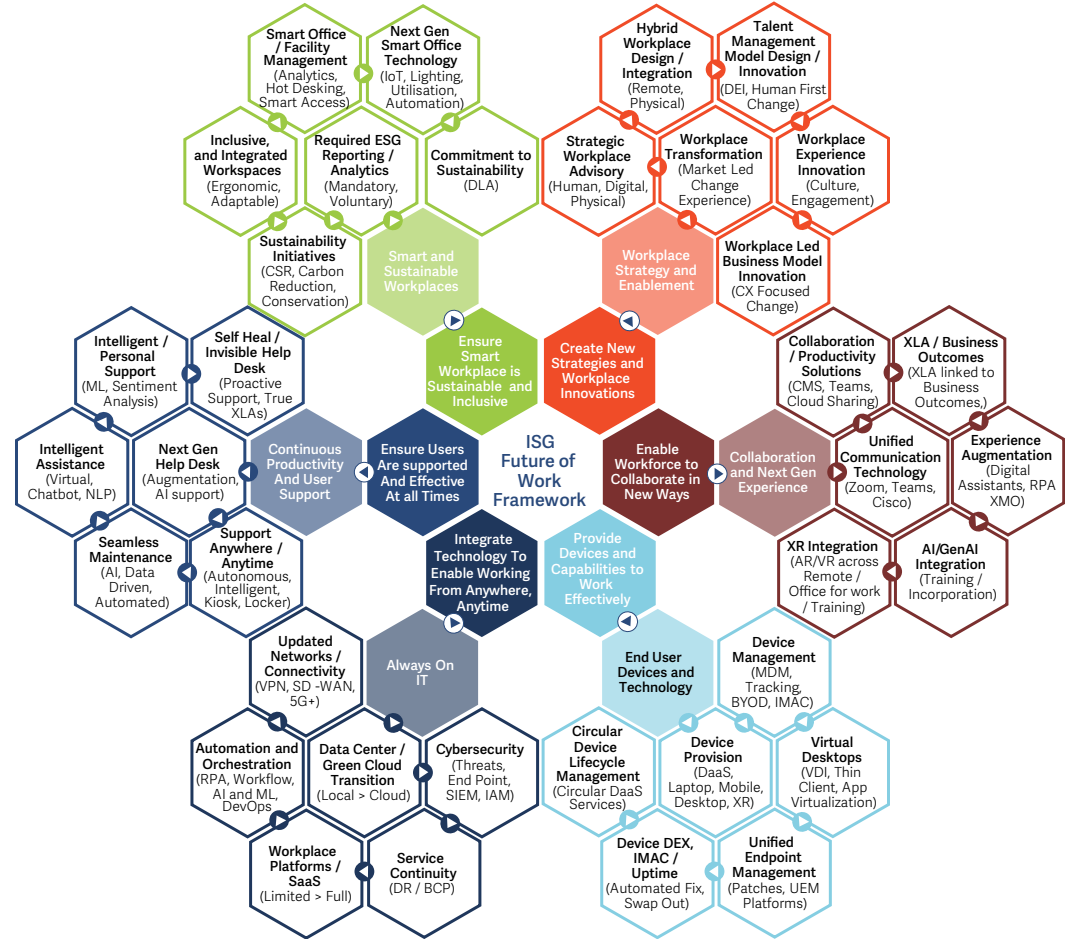 Smart Office
/ Facility
Management
(Analytics,
Hot Desking,
Smart Access)
Next Gen
Smart Office
Technology
(IoT, Lighting,
Utilisation,
Automation)
Inclusive,
and Integrated
Workspaces
(Ergonomic,
Adaptable)
Required ESG
Reporting /
Analytics
(Mandatory,
Voluntary)
Commitment to
Sustainability
(DLA)
Sustainability
Initiatives
(CSR, Carbon
Reduction,
Conservation)
Smart and
Sustainable
Workplaces
Ensure
Smart
Workplace is
Sustainable and
Inclusive
Hybrid
Workplace
Design /
Integration
(Remote,
Physical)
Talent
Management
Model Design /
Innovation
(DEI, Human First
Change)
Strategic
Workplace
Advisory
(Human, Digital,
Physical)
Workplace
Transformation
(Market Led
Change
Experience)
Workplace
Experience
Innovation
(Culture,
Engagement)
Workplace
Strategy and
Enablement
Workplace Led
Business Model
Innovation
(CX Focused
Change)
Create New
Strategies and
Workplace
Innovations
Intelligent /
Personal
Support
(ML, Sentiment
Analysis)
Self Heal /
Invisible Help
Desk
(Proactive
Support, True
XLAs)
Intelligent
Assistance
(Virtual,
Chatbot, NLP)
Next Gen
Help Desk
(Augmentation,
AI support)
Continuous
Productivity
And User
Support
Ensure Users
Are supported
And Effective
At all Times
Seamless
Maintenance
(AI, Data
Driven,
Automated)
Support
Anywhere /
Anytime
(Autonomous,
Intelligent,
Kiosk, Locker)
ISG
Future of
Work
Framework
Enable
Workforce to
Collaborate in
New Ways
Collaboration
and Next Gen
Experience
Collaboration
/ Productivity
Solutions
(CMS, Teams,
Cloud Sharing)
XLA / Business
Outcomes
(XLA linked to
Business
Outcomes,)
Unified
Communication
Technology
(Zoom, Teams,
Cisco)
Experience
Augmentation
(Digital
Assistants, RPA
XMO)
XR Integration
(AR/VR across
Remote /
Office for work
/ Training)
AI/GenAI
Integration
(Training /
Incorporation)
Integrate
Technology To
Enable Working
From Anywhere,
Anytime
Always On
IT
Updated
Networks /
Connectivity
(VPN, SD -WAN,
5G+)
Automation and
Orchestration
(RPA, Workflow,
AI and ML,
DevOps
Data Center /
Green Cloud
Transition
(Local > Cloud)
Cybersecurity
(Threats,
End Point,
SIEM, IAM)
Workplace
Platforms /
SaaS
(Limited > Full)
Service
Continuity
(DR / BCP)
Provide
Devices and
Capabilities to
Work
Effectively
End User
Devices and
Technology
Device
Management
(MDM,
Tracking,
BYOD, IMAC)
Circular
Device
Lifecycle
Management
(Circular DaaS
Services)
Device
Provision
(DaaS,
Laptop, Mobile,
Desktop, XR)
Virtual
Desktops
(VDI, Thin
Client, App
Virtualization)
Device DEX,
IMAC /
Uptime
(Automated Fix,
Swap Out)
Unified
Endpoint
Management
(Patches, UEM
Platforms)